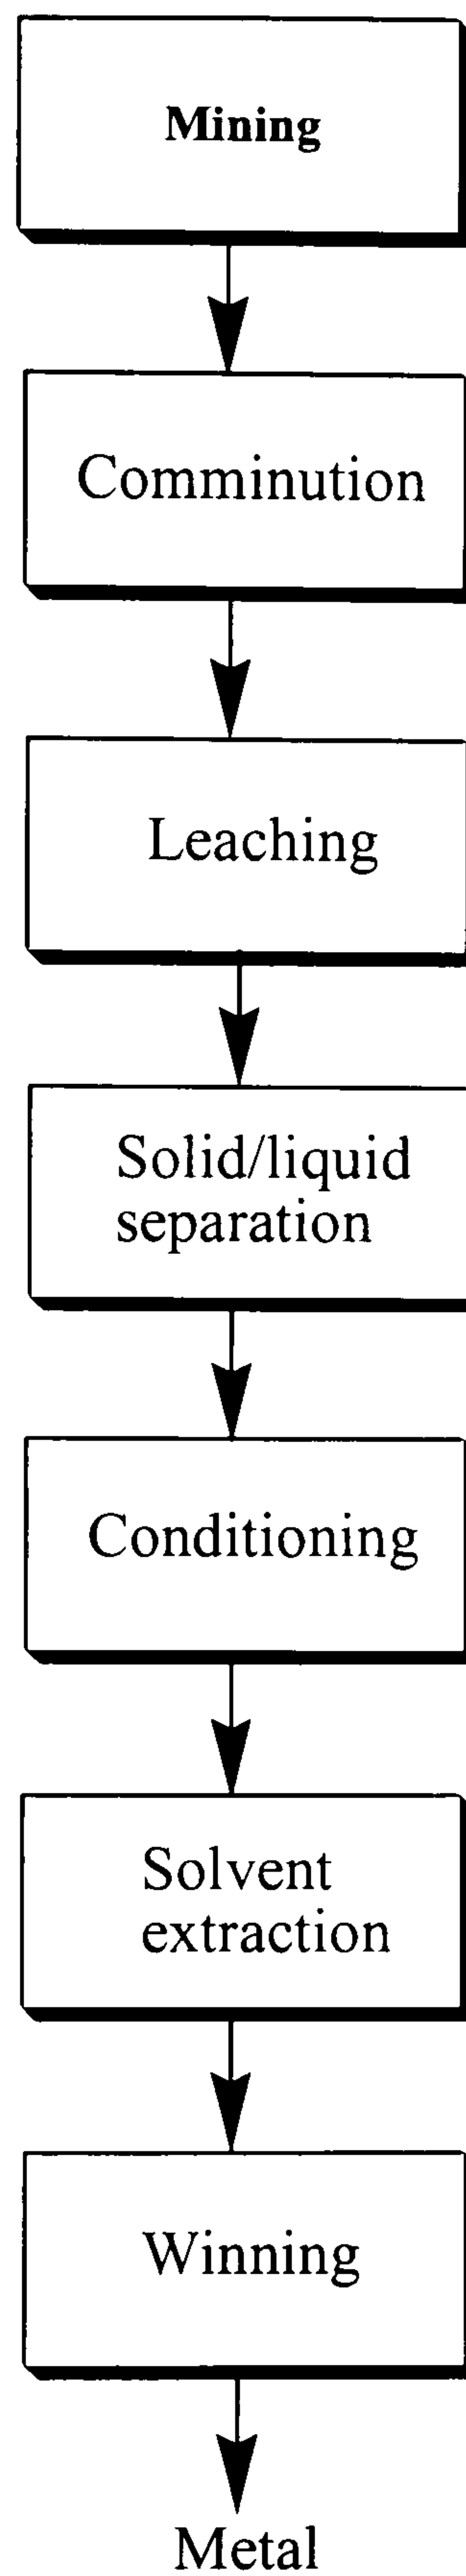 Mining
Comminution
Leaching
Solid/liquid
separation
Conditioning
Solvent
extraction
Winning
Metal